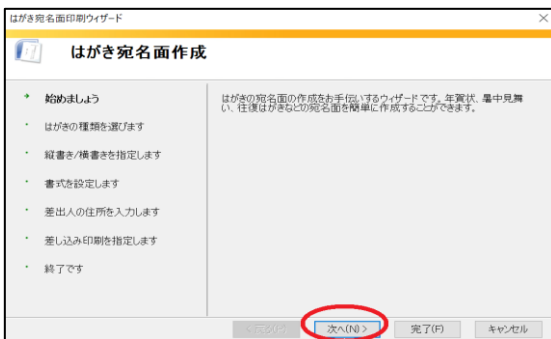 はがき宛名面印刷ウィザード
はがき宛名面作成
始めましょう
はがきの種類を選びます
縦書き/横書きを指定します
書式を設定します
差出人の住所を入力します
差し込み印刷を指定します
終了です
はがきの宛名面の作成をお手伝いするウィザードです。年賀状、暑中見舞
い、往復はがきなどの宛名面を簡単に作成することができます。
次へ(N) > 完了(F) キャンセル